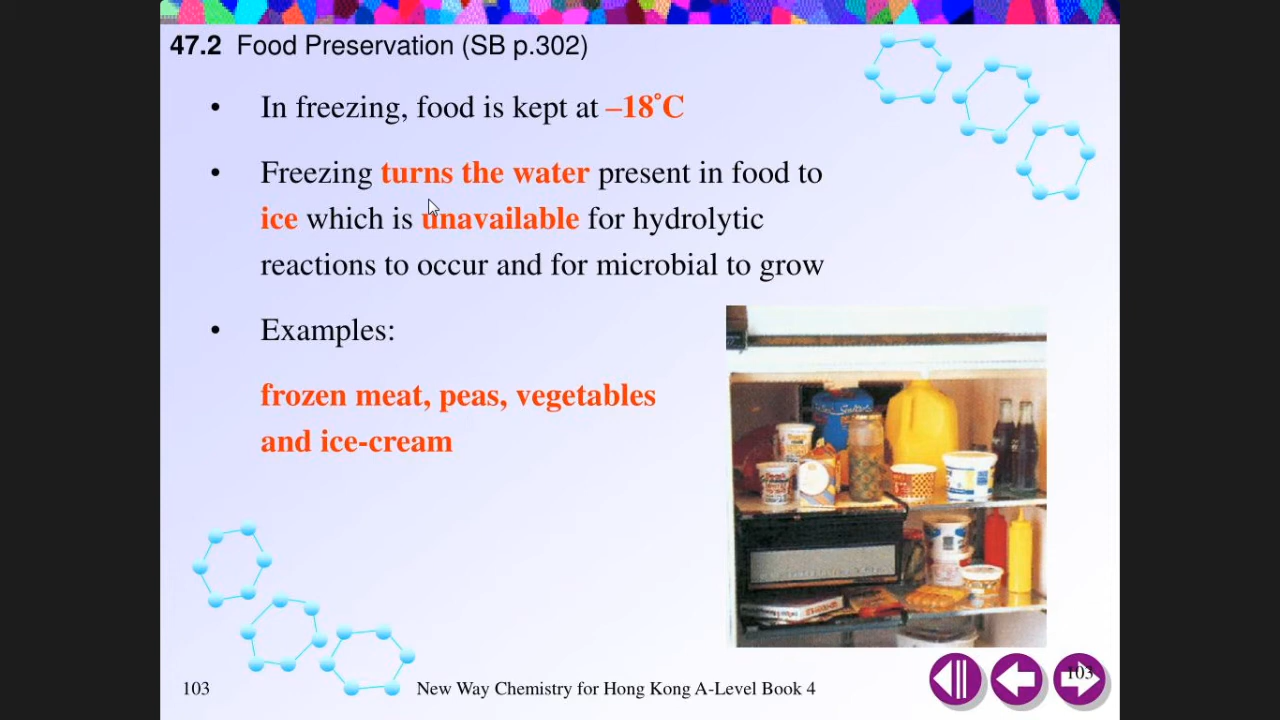 47.2 Food Preservation (SB p.302)
• In freezing, food is kept at –18˚C
• Freezing turns the water present in food to
ice which is unavailable for hydrolytic
reactions to occur and for microbial to grow
• Examples:
frozen meat, peas, vegetables
and ice-cream
103
New Way Chemistry for Hong Kong A-Level Book 4
103